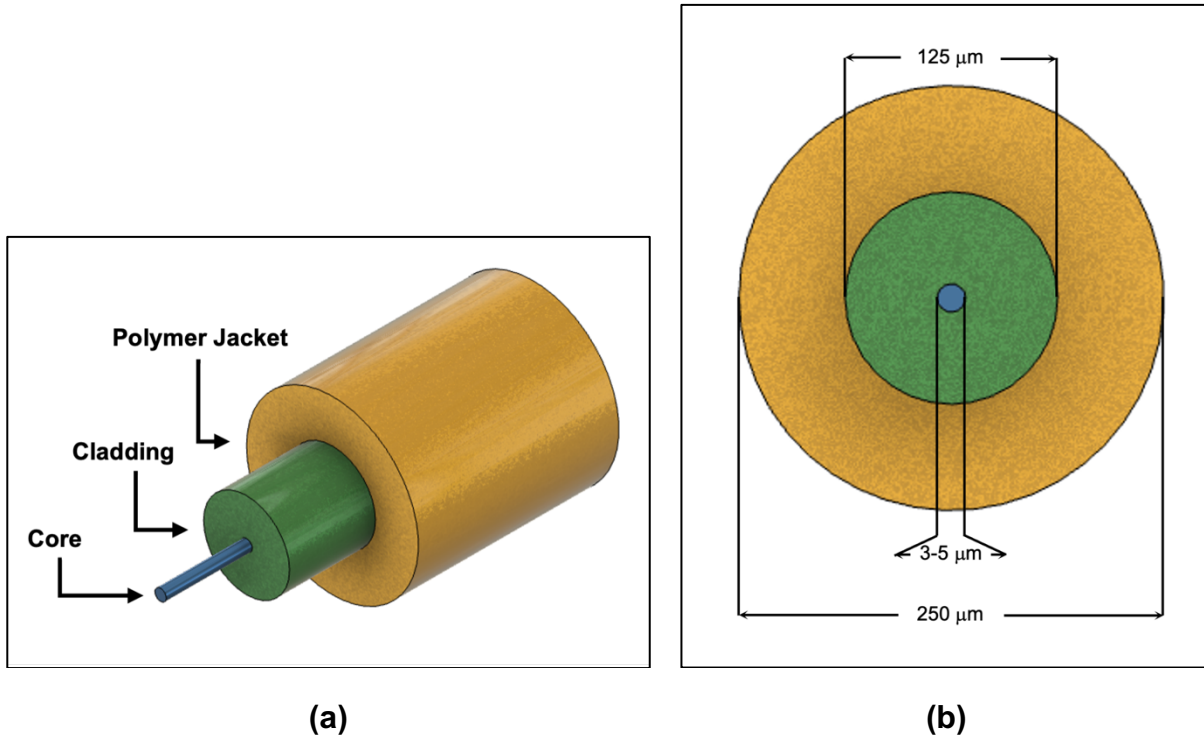 Polymer Jacket
Cladding
Core
(a)
125 μm
3-5 μm
250 μm
(b)